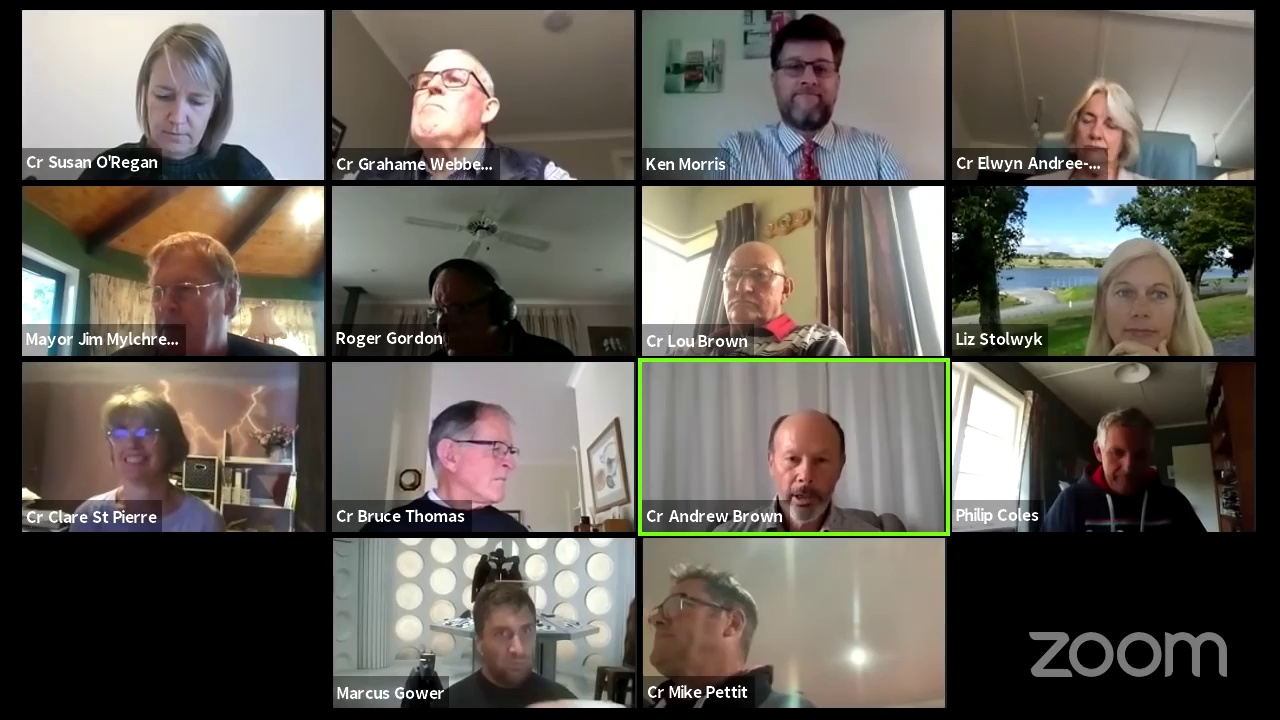 Cr Susan O'Regan
Cr Grahame Webbe...
Ken Morris
Cr Elwyn Andree-...
Mayor Jim Mylchre...
Roger Gordon
Cr Lou Brown
Liz Stolwyk
Cr Clare St Pierre
Cr Bruce Thomas
Cr Andrew Brown
Philip Coles
Marcus Gower
Cr Mike Pettit
zoom